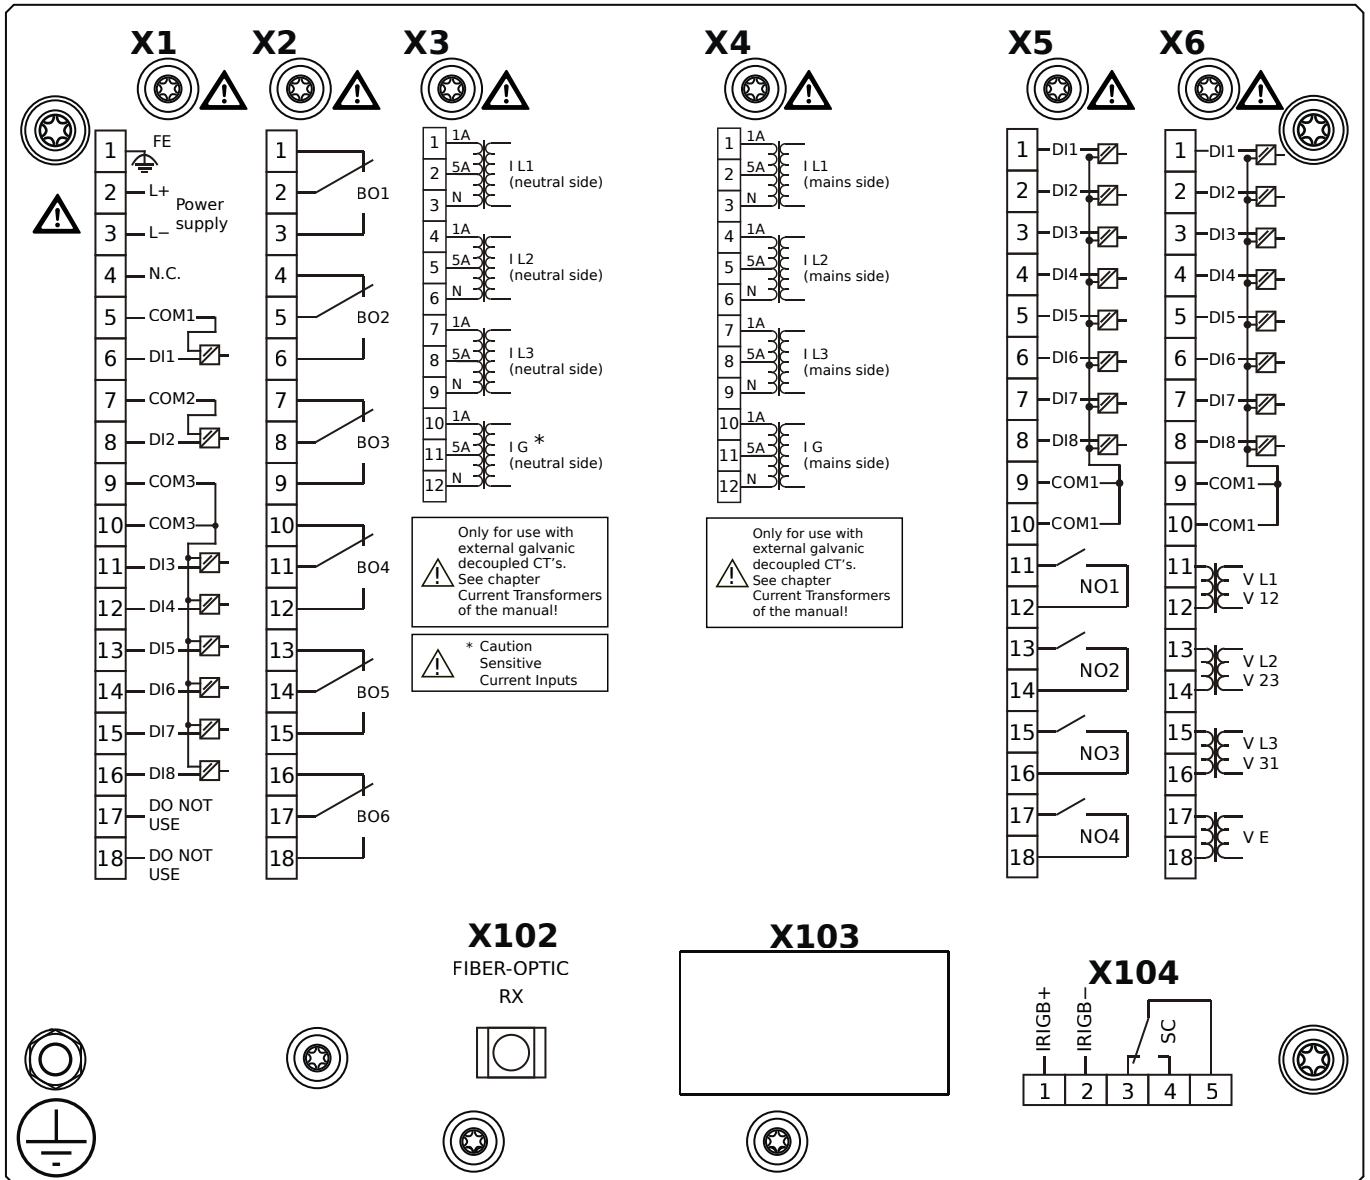 X1
1
FE
2
L+
Power
supply
3
L−
4
N.C.
5
COM1
6
DI1
7
COM2
8
DI2
9
COM3
10
COM3
11
DI3
12
DI4
13
DI5
14
DI6
15
DI7
16
DI8
17
DO NOT
USE
18
DO NOT
USE
X2
1
2
BO1
3
4
5
BO2
6
7
8
BO3
9
10
11
BO4
12
13
14
BO5
15
16
17
BO6
18
X3
1
1A
2
5A
I L1
(neutral side)
3
N
4
1A
5
5A
I L2
(neutral side)
6
N
7
1A
8
5A
I L3
(neutral side)
9
N
10
1A
11
5A
I G *
(neutral side)
12
N
Only for use with
external galvanic
decoupled CT's.
See chapter
Current Transformers
of the manual!
* Caution
Sensitive
Current Inputs
X4
1
1A
2
5A
I L1
(mains side)
3
N
4
1A
5
5A
I L2
(mains side)
6
N
7
1A
8
5A
I L3
(mains side)
9
N
10
1A
11
5A
I G
(mains side)
12
N
Only for use with
external galvanic
decoupled CT's.
See chapter
Current Transformers
of the manual!
X5
1
DI1
2
DI2
3
DI3
4
DI4
5
DI5
6
DI6
7
DI7
8
DI8
9
COM1
10
COM1
11
NO1
12
13
NO2
14
15
NO3
16
17
NO4
18
X6
1
DI1
2
DI2
3
DI3
4
DI4
5
DI5
6
DI6
7
DI7
8
DI8
9
COM1
10
COM1
11
V L1
V 12
12
13
V L2
V 23
14
15
V L3
V 31
16
17
V E
18
X102
FIBER-OPTIC
RX
X103
X104
IRIGB+
IRIGB−
SC
1
2
3
4
5